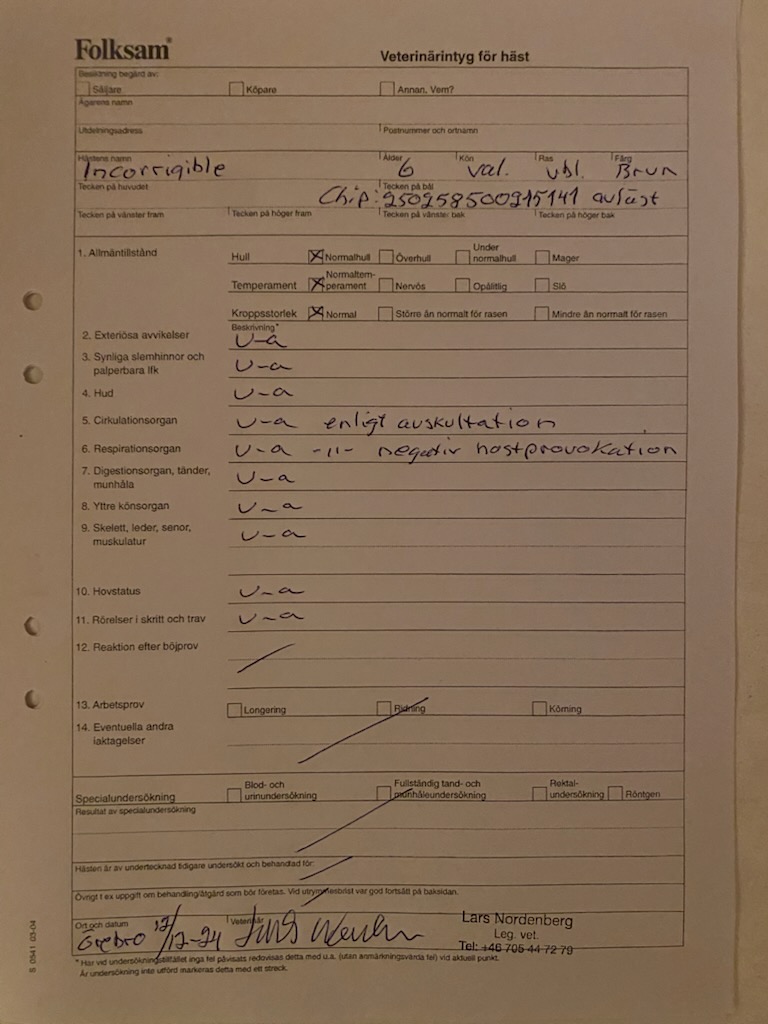 Folksam®
Veterinärintyg för häst
Besiktning begärd av:
Säljare Köpare Annan. Vem?
Ägarens namn
Utdelningsadress Postnummer och ortnamn
Hästens namn Ålder Kön Ras Färg
Incorrigible 6 val. vbl. Brun
Tecken på huvudet Tecken på bål
Chip: avläst
Tecken på vänster fram Tecken på höger fram Tecken på vänster bak Tecken på höger bak
1. Allmäntillstånd Hull Normalhull Överhull Under normalhull Mager
Temperament Normaltemperament Nervös Opålitlig Slö
Kroppsstorlek Normal Större än normalt för rasen Mindre än normalt för rasen
Beskrivning*
2. Exteriösa avvikelser U-a
3. Synliga slemhinnor och
palperbara lfk U-a
4. Hud U-a
5. Cirkulationsorgan U-a enligt auskultation
6. Respirationsorgan U-a -11- negativ hostprovokation
7. Digestionsorgan, tänder,
munhåla U-a
8. Yttre könsorgan U-a
9. Skelett, leder, senor,
muskulatur U-a
10. Hovstatus U-a
11. Rörelser i skritt och trav U-a
12. Reaktion efter böjprov
13. Arbetsprov Longering Ridning Körning
14. Eventuella andra
iakttagelser
Specialundersökning Blod- och urinundersökning Fullständig tand- och munhåleundersökning Rektal-undersökning Röntgen
Resultat av specialundersökning
Hästen är av undertecknad tidigare undersökt och behandlad för:
Övrigt t ex uppgift om behandling/åtgärd som bör företas. Vid utrymmesbrist var god fortsätt på baksidan.
Ort och datum Veterinär
Örebro 12/12-24
Lars Nordenberg
Leg. vet.
Tel: +46 705 44 72 79
* Har vid undersökningstillfället inga fel påvisats redovisas detta med u.a. (utan anmärkningsvärda fel) vid aktuell punkt.
Är undersökning inte utförd markeras detta med ett streck.
S 0941 03-04